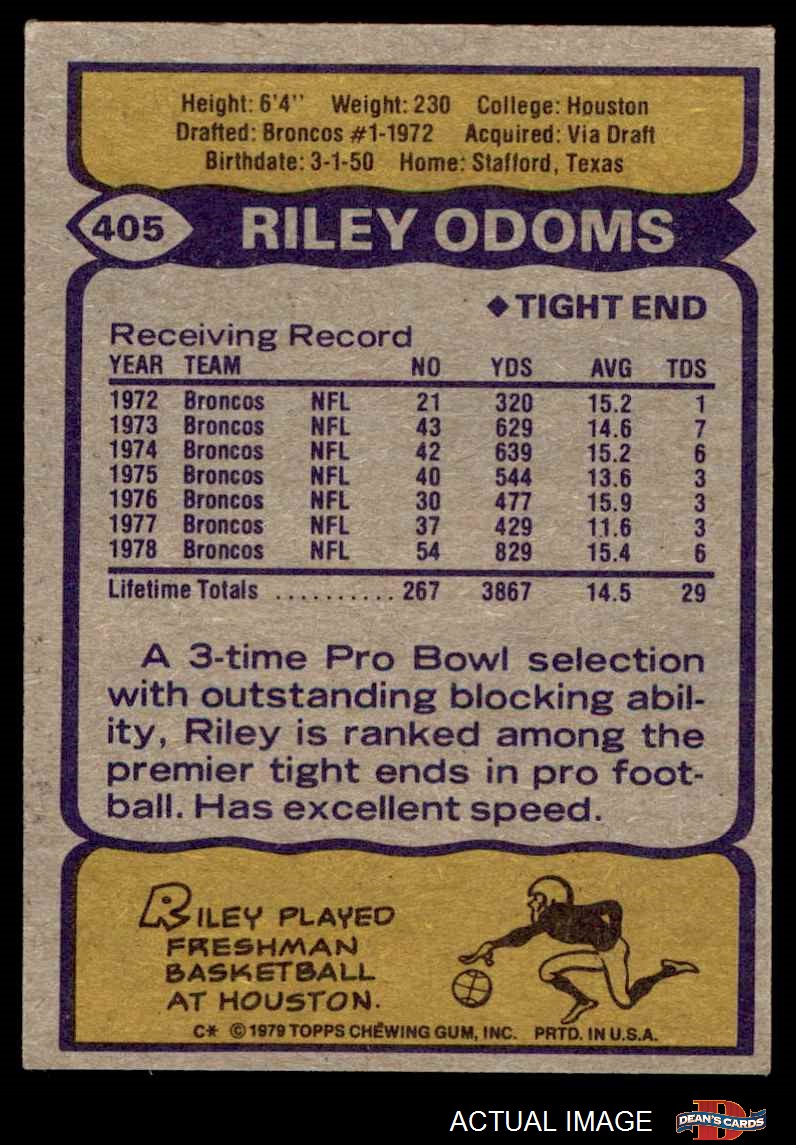 Height: 6'4'' Weight: 230 College: Houston
Drafted: Broncos #1-1972 Acquired: Via Draft
Birthdate: 3-1-50 Home: Stafford, Texas
405 RILEY ODOMS
◆ TIGHT END
Receiving Record
YEAR TEAM NO YDS AVG TDS
1972 Broncos NFL 21 320 15.2 1
1973 Broncos NFL 43 629 14.6 7
1974 Broncos NFL 42 639 15.2 6
1975 Broncos NFL 40 544 13.6 3
1976 Broncos NFL 30 477 15.9 3
1977 Broncos NFL 37 429 11.6 3
1978 Broncos NFL 54 829 15.4 6
Lifetime Totals .......... 267 3867 14.5 29
A 3-time Pro Bowl selection
with outstanding blocking abil-
ity, Riley is ranked among the
premier tight ends in pro foot-
ball. Has excellent speed.
RILEY PLAYED
FRESHMAN
BASKETBALL
AT HOUSTON.
C* © 1979 TOPPS CHEWING GUM, INC. PRTD. IN U.S.A.
ACTUAL IMAGE
D
DEAN'S CARDS